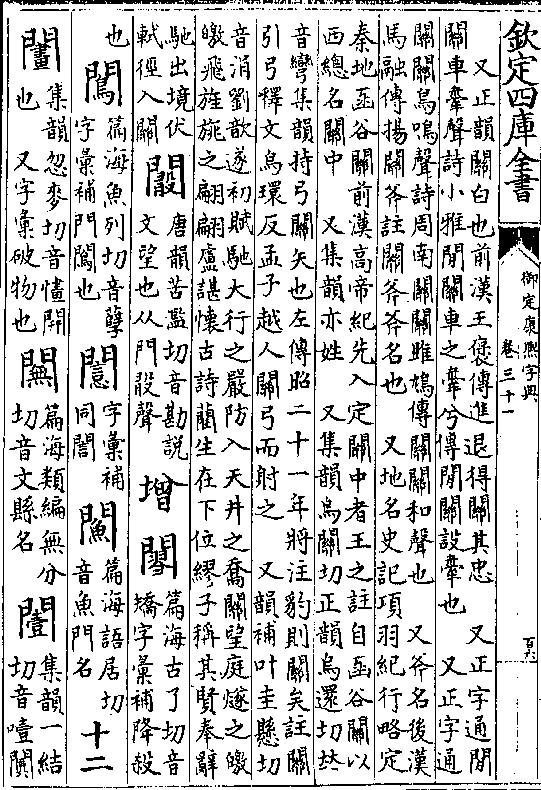 欽定四庫全書
御定康熙字典
卷三十一
又正韻關白也前漢王襃傳進退得關其忠 又正字通閒
關車舝聲詩小雅閒關車之舝兮傳閒關設舝也 又正字通
關關鳥鳴聲詩周南關關雎鳩傳關關和聲也 又斧名後漢
馬融傳揚關斧註關斧斧名也 又地名史記項羽紀行略定
秦地函谷關前漢高帝紀先入定關中者王之註自函谷關以
西總名關中 又集韻亦姓 又集韻烏關切正韻烏還切𠀤
音彎集韻持弓關矢也左傳昭二十一年將注豹則關矣註關
引弓釋文烏環反孟子越人關弓而射之 又韻補叶圭懸切
音涓劉歆遂初賦馳大行之嚴防入天井之喬關望庭燧之皦
皦飛旌旄之翩翩盧諶懷古詩藺生在下位繆子稱其賢奉辭
馳出境伏
軾徑入關
闞
唐韻苦濫切音勘說
文望也从門敢聲
增
篇海古了切音
矯字彙補降殺
也
篇海魚列切音孽
字彙補門闖也
字彙補
同闇
篇海語居切
音魚門名
十二
集韻忽麥切音㦎開
也 又字彙破物也
篇海類編無分
切音文縣名
集韻一結
切音噎闃